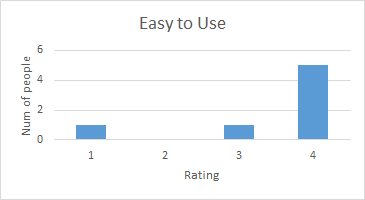 Easy to Use
Num of people
6
4
2
0
1 2 3 4
Rating